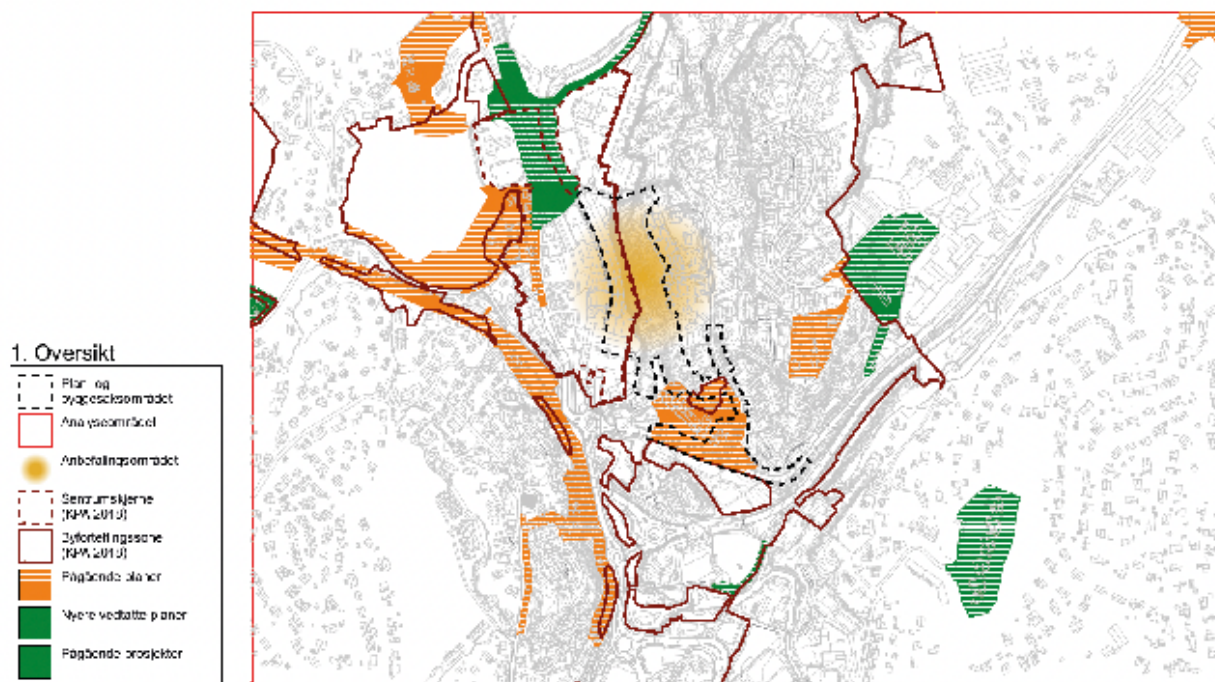 1. Oversikt
Plan- og
byggesaksområdet
Analyseområdet
Anbefalingsområdet
Sentrumskjerne
(KPA 2018)
Byfortettingssone
(KPA 2018)
Pågående planer
Nyere vedtatte planer
Pågående prosjekter